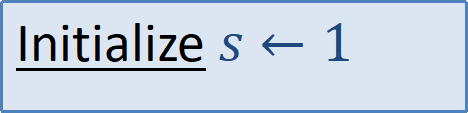 Initialize s ← 1